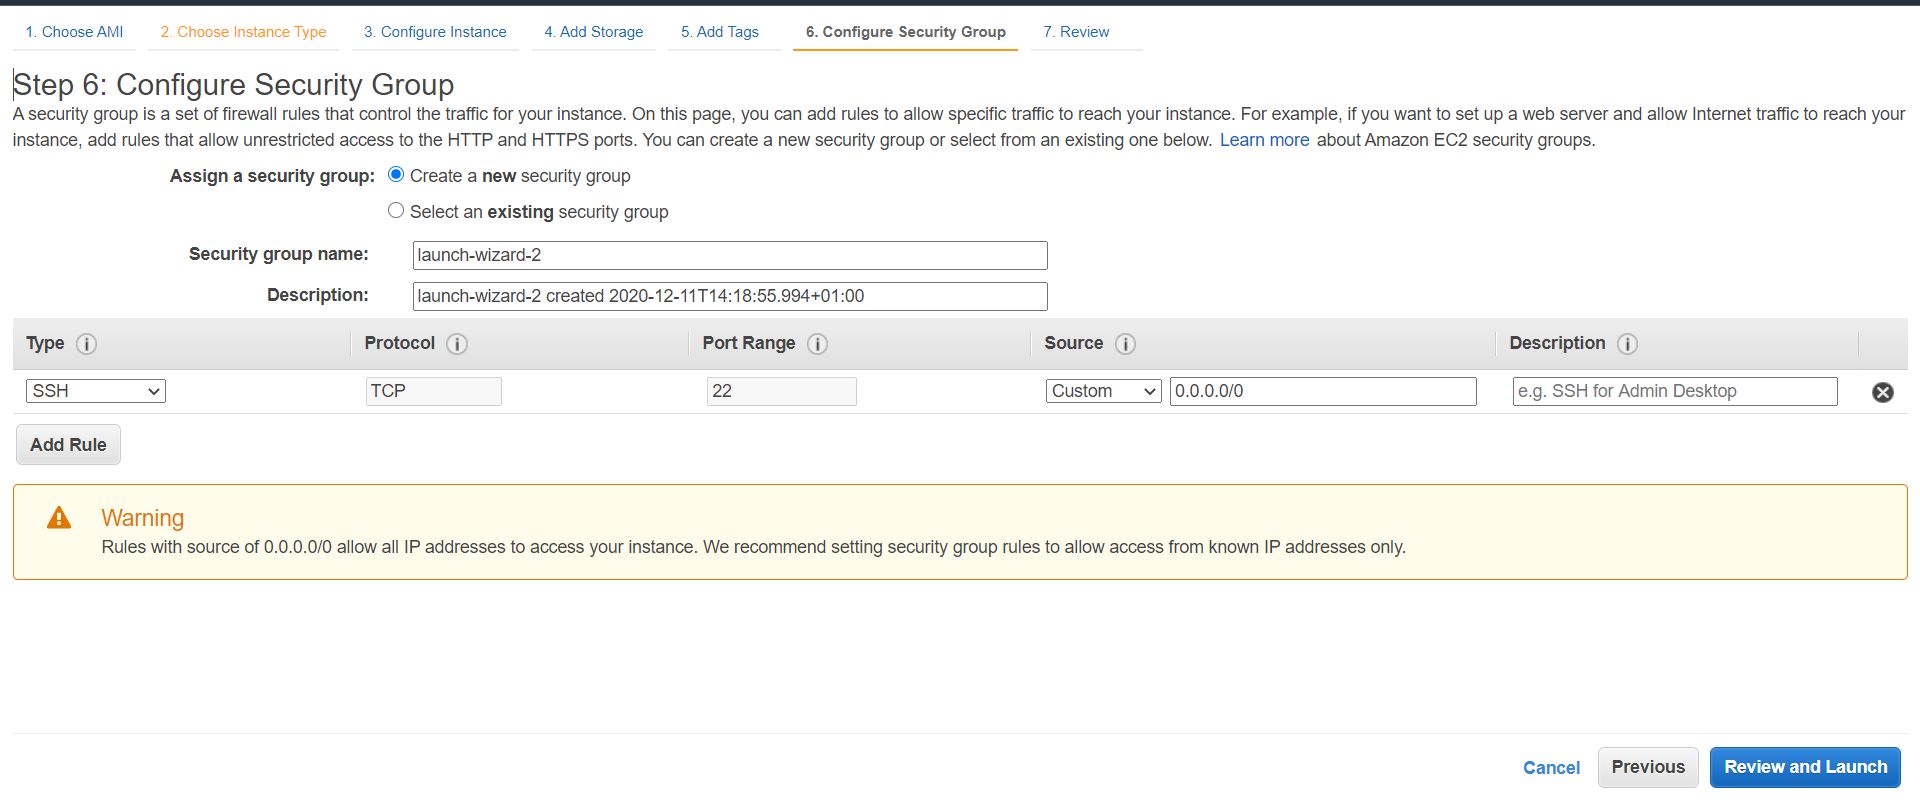 1. Choose AMI 2. Choose Instance Type 3. Configure Instance 4. Add Storage 5. Add Tags 6. Configure Security Group 7. Review
Step 6: Configure Security Group
A security group is a set of firewall rules that control the traffic for your instance. On this page, you can add rules to allow specific traffic to reach your instance. For example, if you want to set up a web server and allow Internet traffic to reach your
instance, add rules that allow unrestricted access to the HTTP and HTTPS ports. You can create a new security group or select from an existing one below. Learn more about Amazon EC2 security groups.
Assign a security group: Create a new security group
Select an existing security group
Security group name: launch-wizard-2
Description: launch-wizard-2 created 2020-12-11T14:18:55.994+01:00
Type i Protocol i Port Range i Source i Description i
SSH TCP 22 Custom 0.0.0.0/0 e.g. SSH for Admin Desktop
Add Rule
Warning
Rules with source of 0.0.0.0/0 allow all IP addresses to access your instance. We recommend setting security group rules to allow access from known IP addresses only.
Cancel Previous Review and Launch